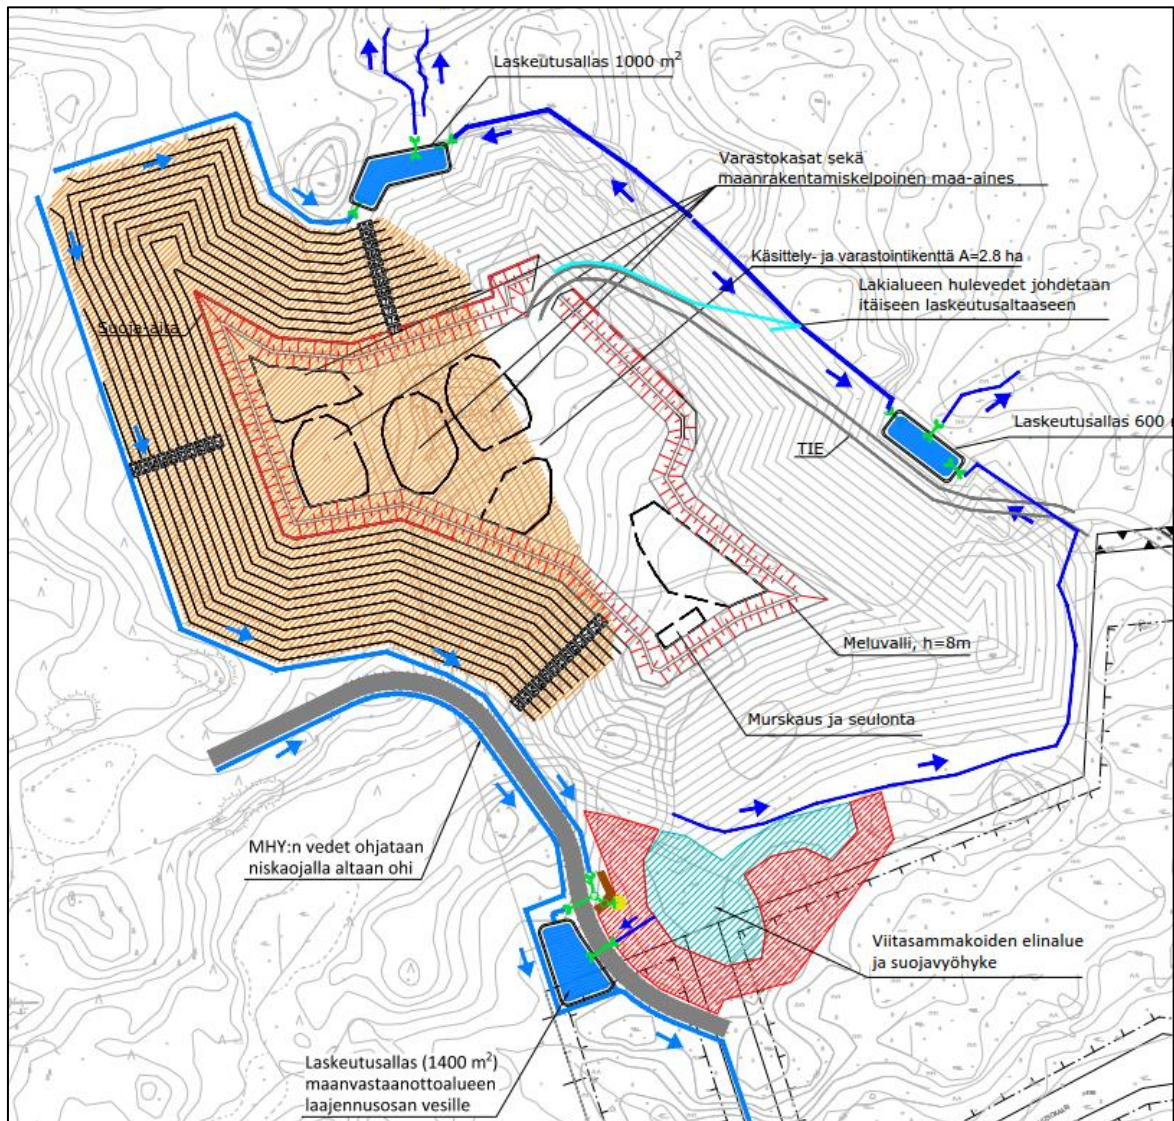 Laskeutusallas 1000 m²
Varastokasat sekä
maanrakentamiskelpoinen maa-aines
Käsittely- ja varastointikenttä A=2.8 ha
Lakialueen hulevedet johdetaan
itäiseen laskeutusaltaaseen
Suoja-aita
Laskeutusallas 600
TIE
Meluvalli, h=8m
Murskaus ja seulonta
MHY:n vedet ohjataan
niskaojalla altaan ohi
Viitasammakoiden elinalue
ja suojavyöhyke
Laskeutusallas (1400 m²)
maanvastaanottoalueen
laajennusosan vesille